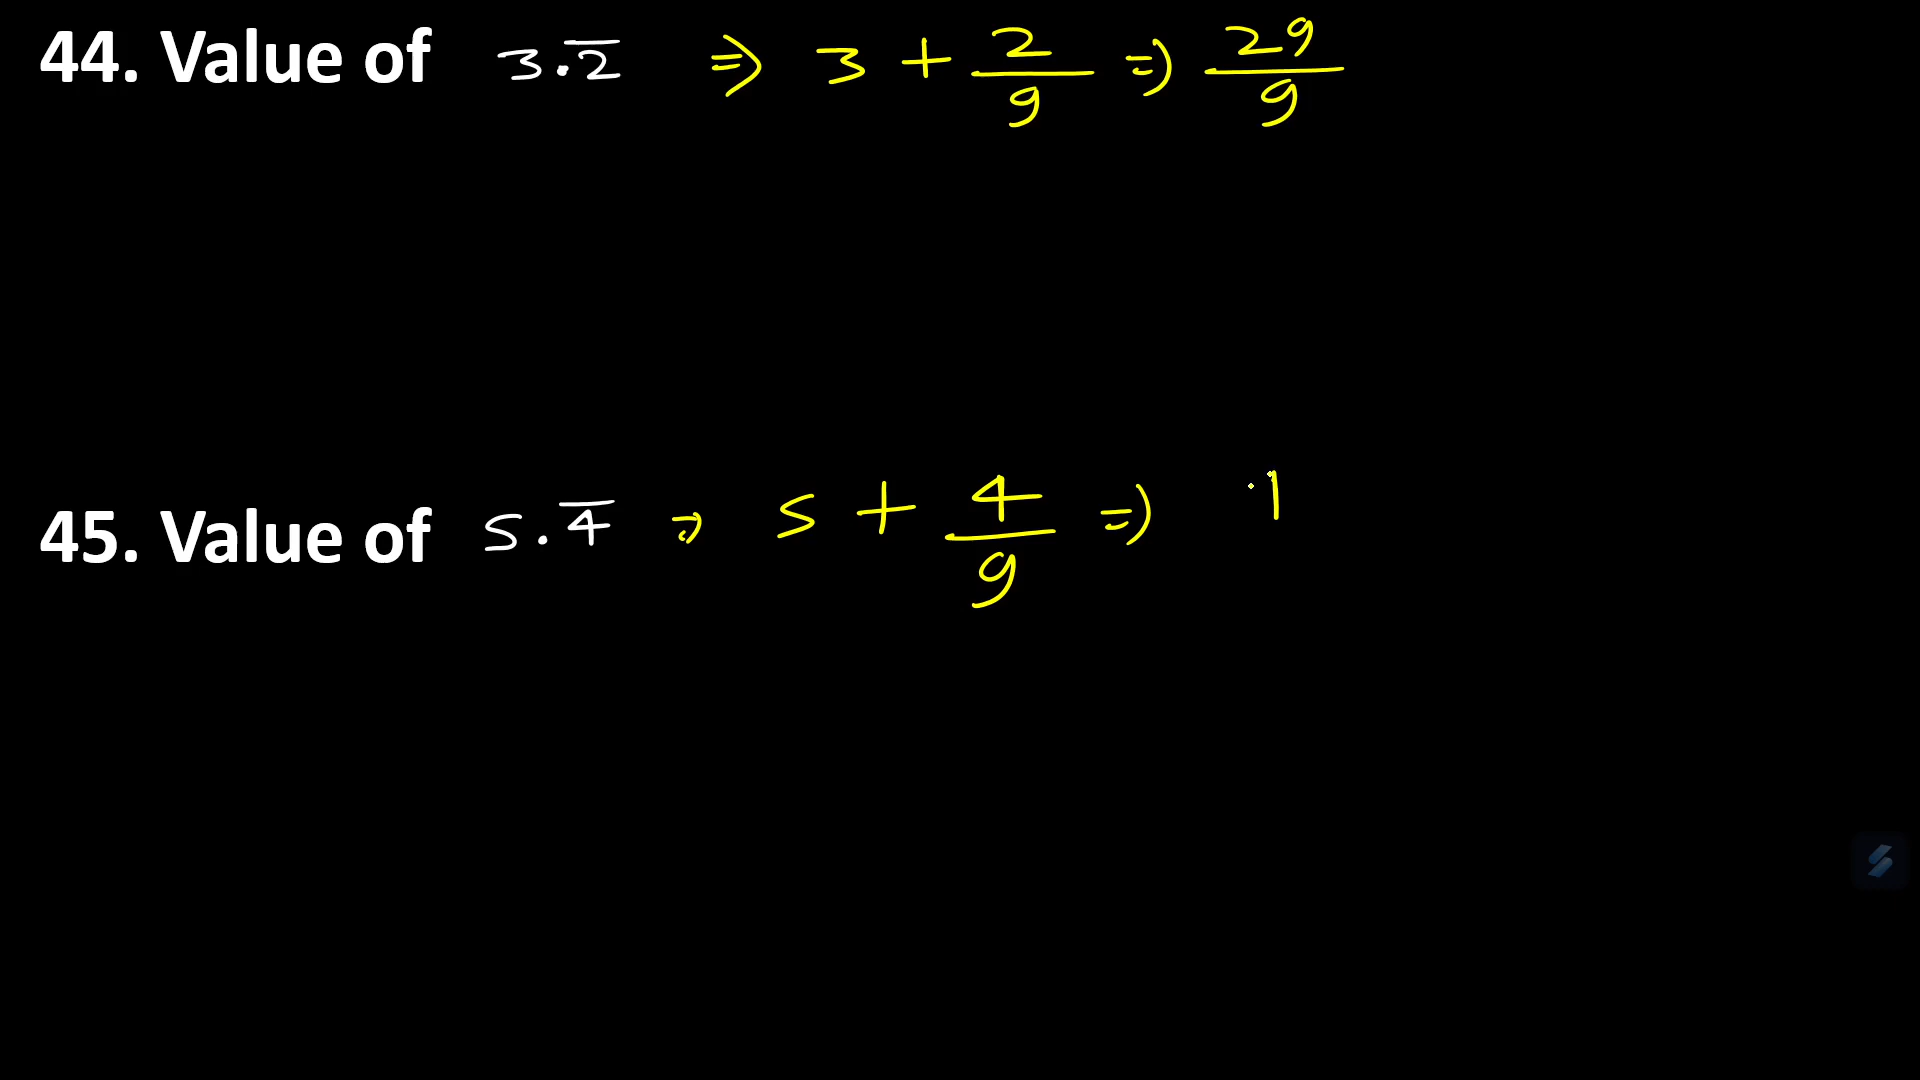 44. Value of 3.2̅ ⇒ 3 + 2/9 ⇒ 29/9
45. Value of 5.4̅ ⇒ 5 + 4/9 ⇒